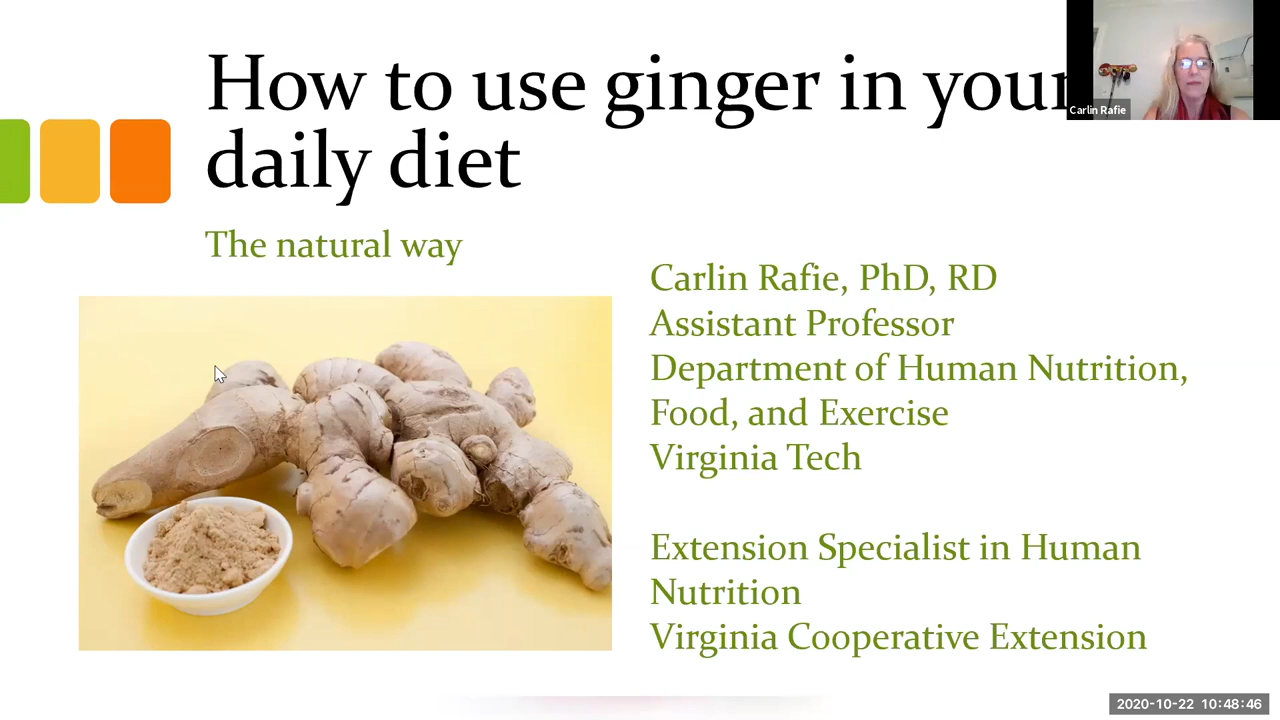 How to use ginger in your
daily diet
The natural way
Carlin Rafie
Carlin Rafie, PhD, RD
Assistant Professor
Department of Human Nutrition,
Food, and Exercise
Virginia Tech
Extension Specialist in Human
Nutrition
Virginia Cooperative Extension
2020-10-22 10:48:46